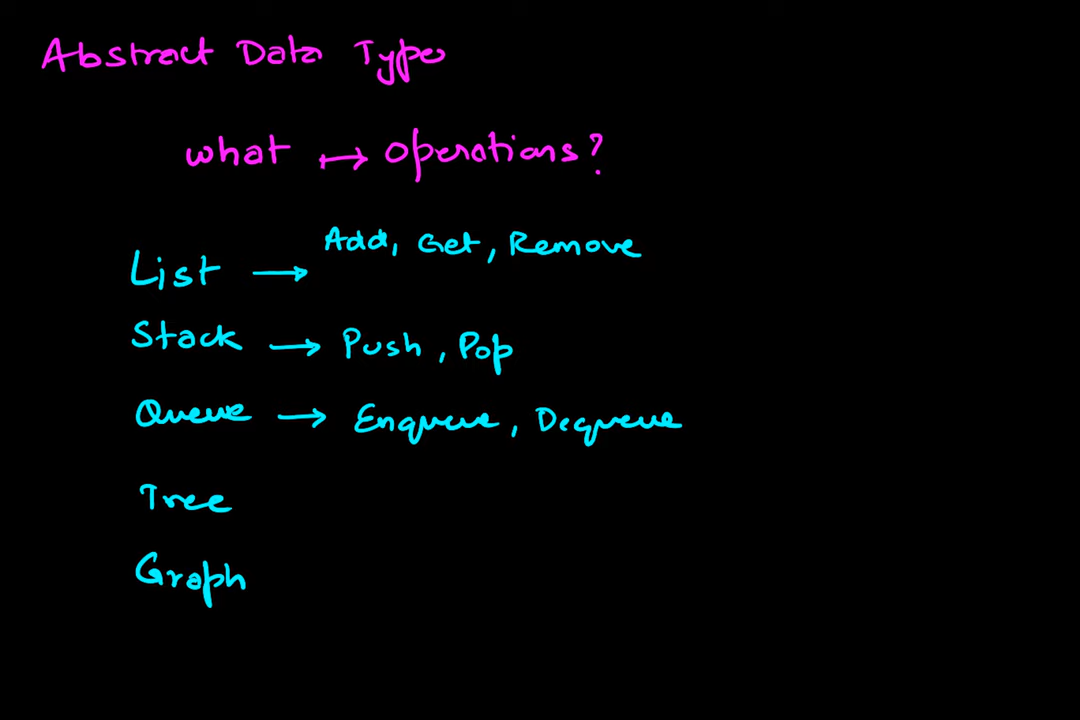 Abstract Data Type
what ↦ operations?
List → Add, Get, Remove
Stack → Push, Pop
Queue → Enqueue, Dequeue
Tree
Graph